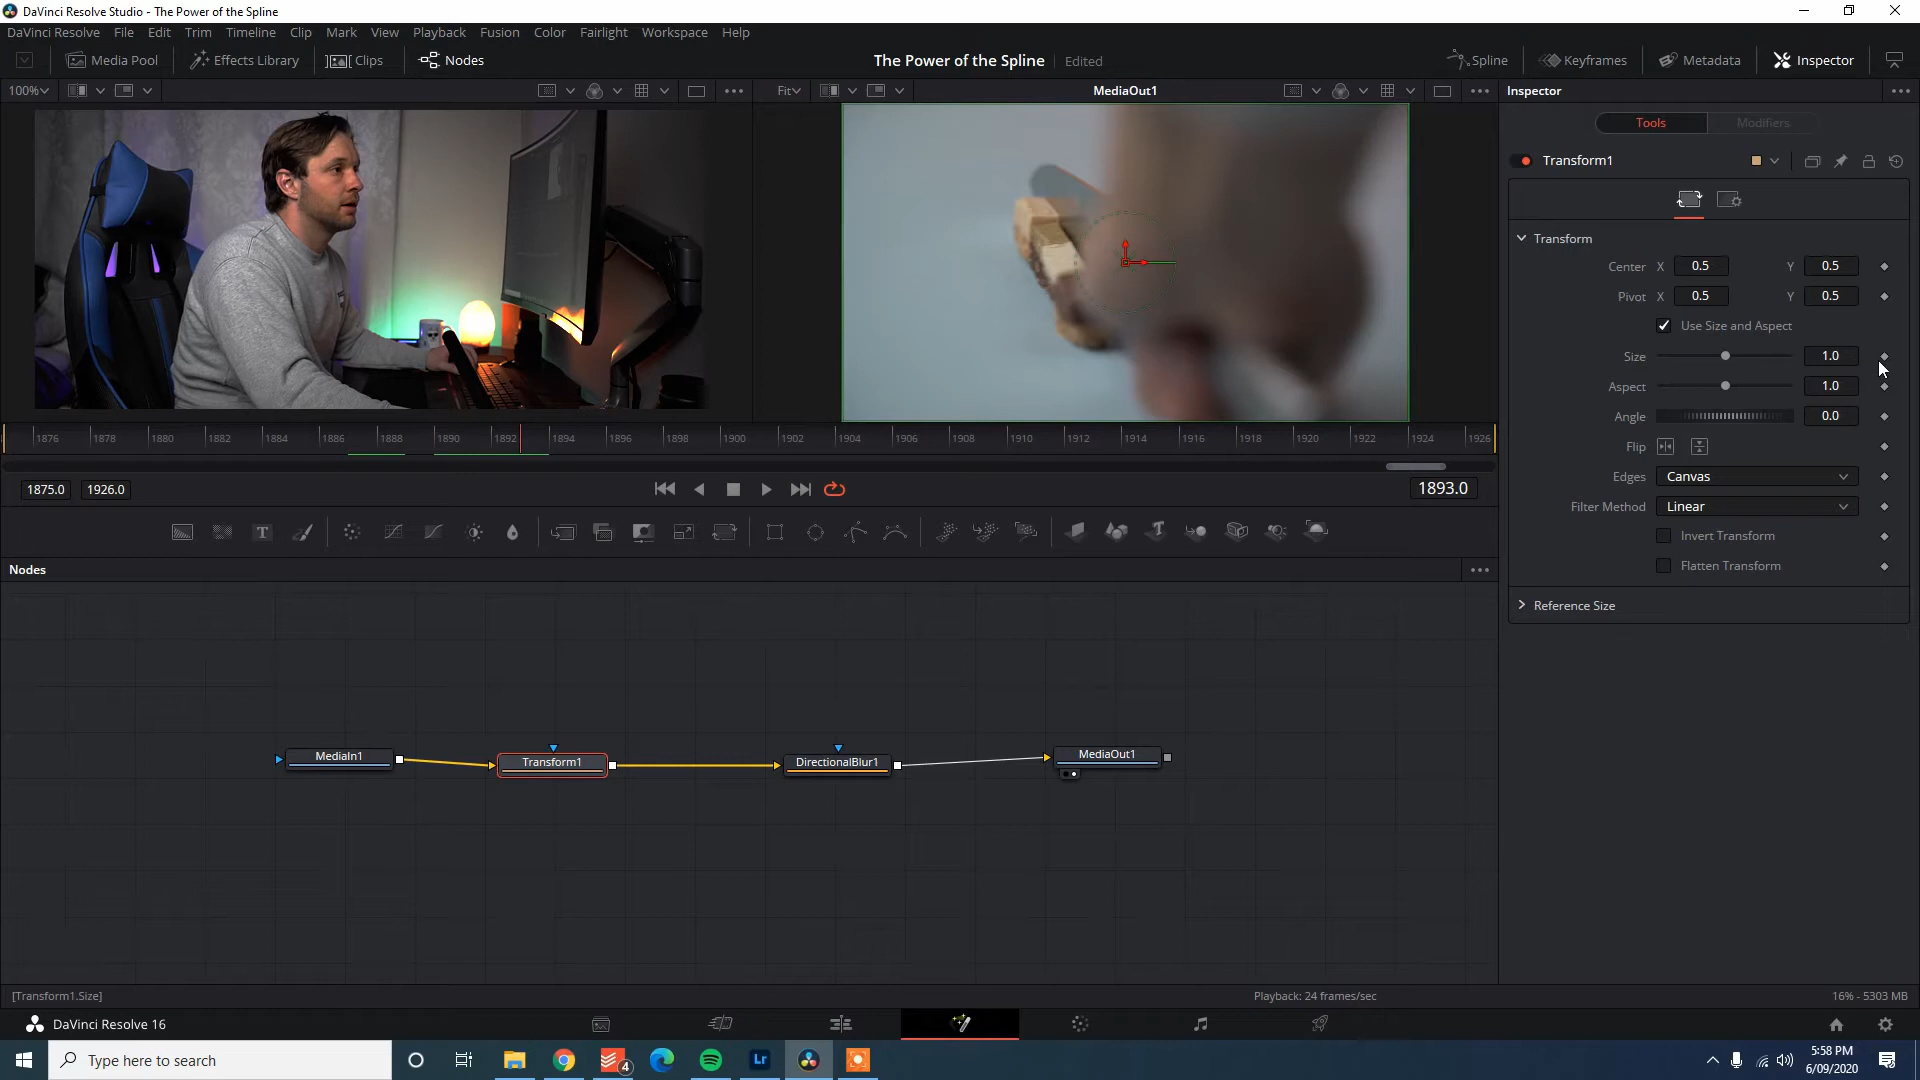 DaVinci Resolve Studio - The Power of the Spline
DaVinci Resolve File Edit Trim Timeline Clip Mark View Playback Fusion Color Fairlight Workspace Help
Media Pool Effects Library Clips Nodes The Power of the Spline Edited Spline Keyframes Metadata Inspector
100% Fit MediaOut1 Inspector
Tools Modifiers
Transform1
Transform
Center X 0.5 Y 0.5
Pivot X 0.5 Y 0.5
Use Size and Aspect
Size 1.0
Aspect 1.0
Angle 0.0
Flip
Edges Canvas
Filter Method Linear
Invert Transform
Flatten Transform
Reference Size
1876 1878 1880 1882 1884 1886 1888 1890 1892 1894 1896 1898 1900 1902 1904 1906 1908 1910 1912 1914 1916 1918 1920 1922 1924 1926
1875.0 1926.0 1893.0
T T
Nodes
MediaIn1 Transform1 DirectionalBlur1 MediaOut1
[Transform1.Size] Playback: 24 frames/sec 16% - 5303 MB
DaVinci Resolve 16
Type here to search 4 Lr 5:58 PM
6/09/2020